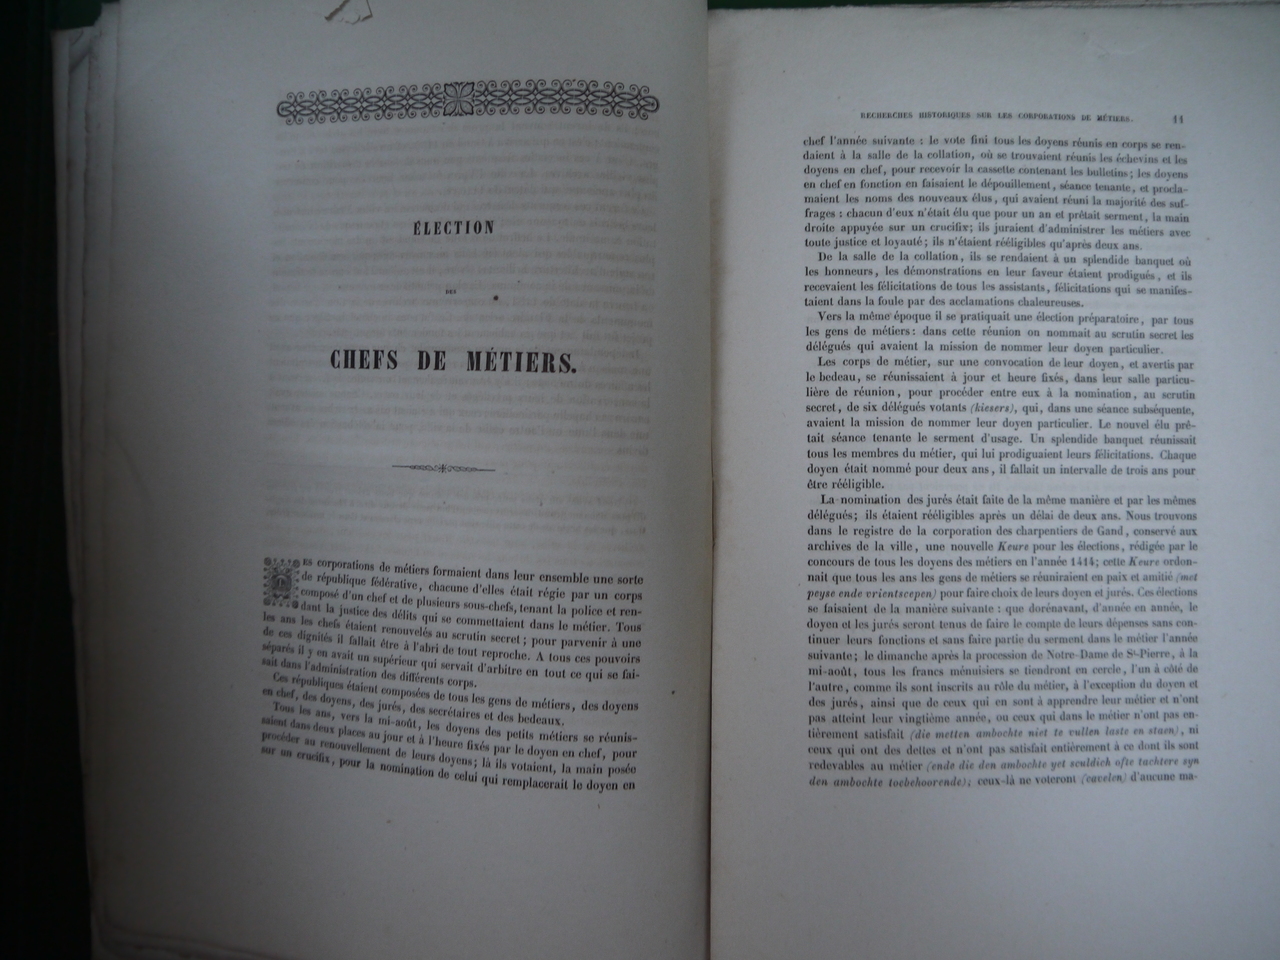 ÉLECTION
DES
CHEFS DE MÉTIERS.
LES corporations de métiers formaient dans leur ensemble une sorte
de république fédérative, chacune d'elles était régie par un corps
composé d'un chef et de plusieurs sous-chefs, tenant la police et ren-
dant la justice des délits qui se commettaient dans le métier. Tous
les ans les chefs étaient renouvelés au scrutin secret ; pour parvenir à une
de ces dignités il fallait être à l'abri de tout reproche. A tous ces pouvoirs
séparés il y en avait un supérieur qui servait d'arbitre en tout ce qui se fai-
sait dans l'administration des différents corps.
Ces républiques étaient composées de tous les gens de métiers, des doyens
en chef, des doyens, des jurés, des secrétaires et des bedeaux.
Tous les ans, vers la mi-août, les doyens des petits métiers se réunis-
saient dans deux places au jour et à l'heure fixés par le doyen en chef, pour
procéder au renouvellement de leurs doyens ; là ils votaient, la main posée
sur un crucifix, pour la nomination de celui qui remplacerait le doyen en
RECHERCHES HISTORIQUES SUR LES CORPORATIONS DE MÉTIERS. 11
chef l'année suivante : le vote fini tous les doyens réunis en corps se ren-
daient à la salle de la collation, où se trouvaient réunis les échevins et les
doyens en chef, pour recevoir la cassette contenant les bulletins ; les doyens
en chef en fonction en faisaient le dépouillement, séance tenante, et procla-
maient les noms des nouveaux élus, qui avaient réuni la majorité des suf-
frages : chacun d'eux n'était élu que pour un an et prêtait serment, la main
droite appuyée sur un crucifix ; ils juraient d'administrer les métiers avec
toute justice et loyauté ; ils n'étaient rééligibles qu'après deux ans.
De la salle de la collation, ils se rendaient à un splendide banquet où
les honneurs, les démonstrations en leur faveur étaient prodigués, et ils
recevaient les félicitations de tous les assistants, félicitations qui se manifes-
taient dans la foule par des acclamations chaleureuses.
Vers la même époque il se pratiquait une élection préparatoire, par tous
les gens de métiers : dans cette réunion on nommait au scrutin secret les
délégués qui avaient la mission de nommer leur doyen particulier.
Les corps de métier, sur une convocation de leur doyen, et avertis par
le bedeau, se réunissaient à jour et heure fixés, dans leur salle particu-
lière de réunion, pour procéder entre eux à la nomination, au scrutin
secret, de six délégués votants (kiesers), qui, dans une séance subséquente,
avaient la mission de nommer leur doyen particulier. Le nouvel élu prê-
tait séance tenante le serment d'usage. Un splendide banquet réunissait
tous les membres du métier, qui lui prodiguaient leurs félicitations. Chaque
doyen était nommé pour deux ans, il fallait un intervalle de trois ans pour
être rééligible.
La nomination des jurés était faite de la même manière et par les mêmes
délégués ; ils étaient rééligibles après un délai de deux ans. Nous trouvons
dans le registre de la corporation des charpentiers de Gand, conservé aux
archives de la ville, une nouvelle Keure pour les élections, rédigée par le
concours de tous les doyens des métiers en l'année 1414 ; cette Keure ordon-
nait que tous les ans les gens de métiers se réuniraient en paix et amitié (met
peyse ende vrientscepen) pour faire choix de leurs doyen et jurés. Ces élections
se faisaient de la manière suivante : que dorénavant, d'année en année, le
doyen et les jurés seront tenus de faire le compte de leurs dépenses sans con-
tinuer leurs fonctions et sans faire partie du serment dans le métier l'année
suivante ; le dimanche après la procession de Notre-Dame de St-Pierre, à la
mi-août, tous les francs ménuisiers se tiendront en cercle, l'un à côté de
l'autre, comme ils sont inscrits au rôle du métier, à l'exception du doyen et
des jurés, ainsi que de ceux qui en sont à apprendre leur métier et n'ont
pas atteint leur vingtième année, ou ceux qui dans le métier n'ont pas en-
tièrement satisfait (die metten ambochte niet te vullen laste en staen), ni
ceux qui ont des dettes et n'ont pas satisfait entièrement à ce dont ils sont
redevables au métier (ende die den ambochte yet sculdich ofte tachtere syn
den ambochte toebehoorende) ; ceux-là ne voteront (cavelen) d'aucune ma-